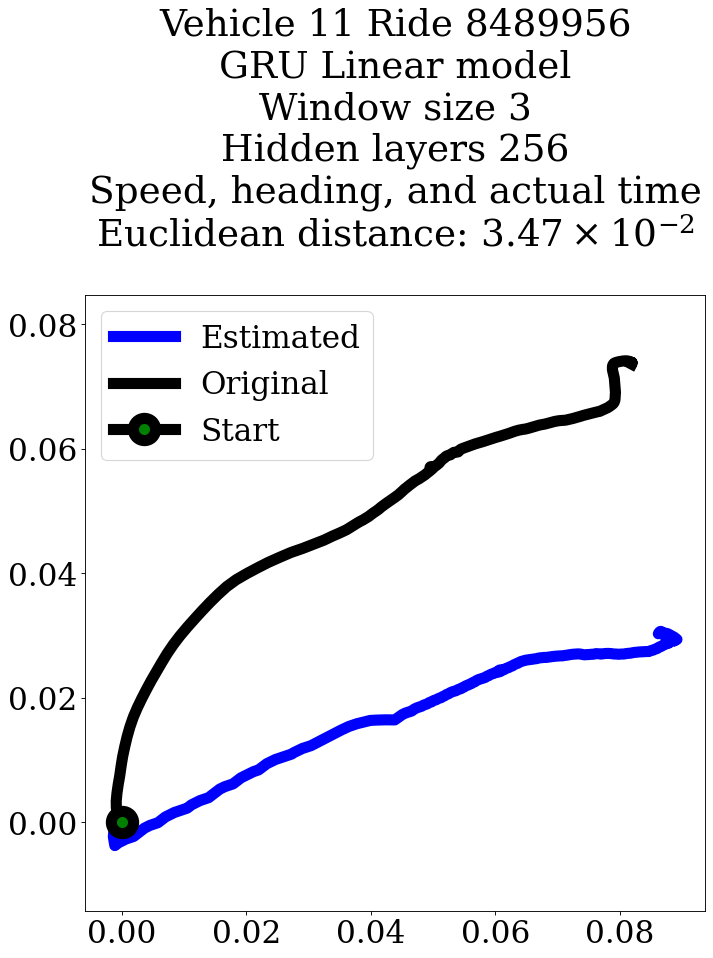 Vehicle 11 Ride 8489956
GRU Linear model
Window size 3
Hidden layers 256
Speed, heading, and actual time
Euclidean distance: 3.47 × 10⁻²
Estimated
Original
Start
0.08
0.06
0.04
0.02
0.00
0.00 0.02 0.04 0.06 0.08